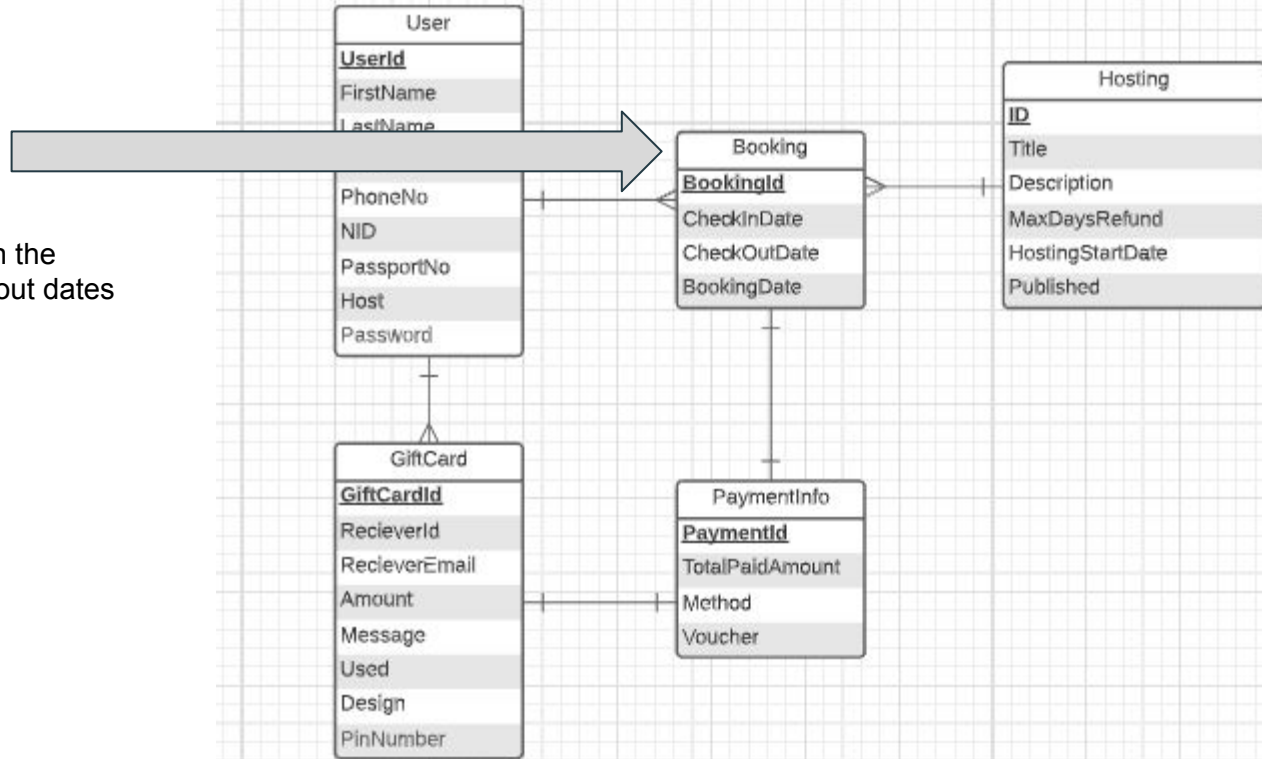 User
UserId
FirstName
LastName
PhoneNo
NID
PassportNo
Host
Password
the
out dates
Booking
BookingId
CheckInDate
CheckOutDate
BookingDate
Hosting
ID
Title
Description
MaxDaysRefund
HostingStartDate
Published
GiftCard
GiftCardId
RecieverId
RecieverEmail
Amount
Message
Used
Design
PinNumber
PaymentInfo
PaymentId
TotalPaidAmount
Method
Voucher